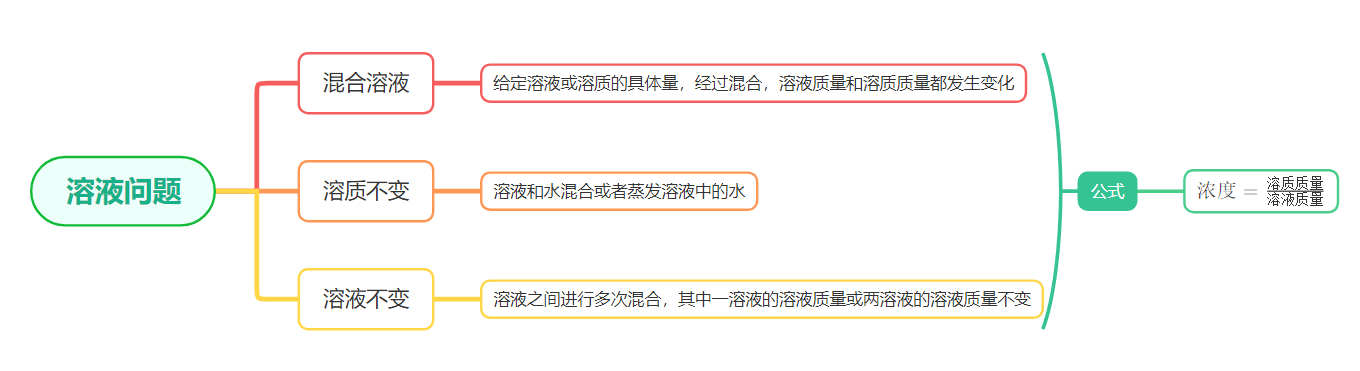 溶液问题
混合溶液
给定溶液或溶质的具体量，经过混合，溶液质量和溶质质量都发生变化
溶质不变
溶液和水混合或者蒸发溶液中的水
溶液不变
溶液之间进行多次混合，其中一溶液的溶液质量或两溶液的溶液质量不变
公式
浓度 = 溶质质量
溶液质量